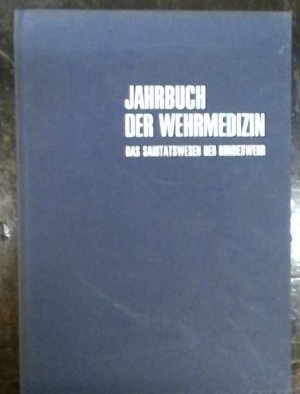 JAHRBUCH
DER WEHRMEDIZIN
DAS SANITÄTSWESEN DER BUNDESWEHR